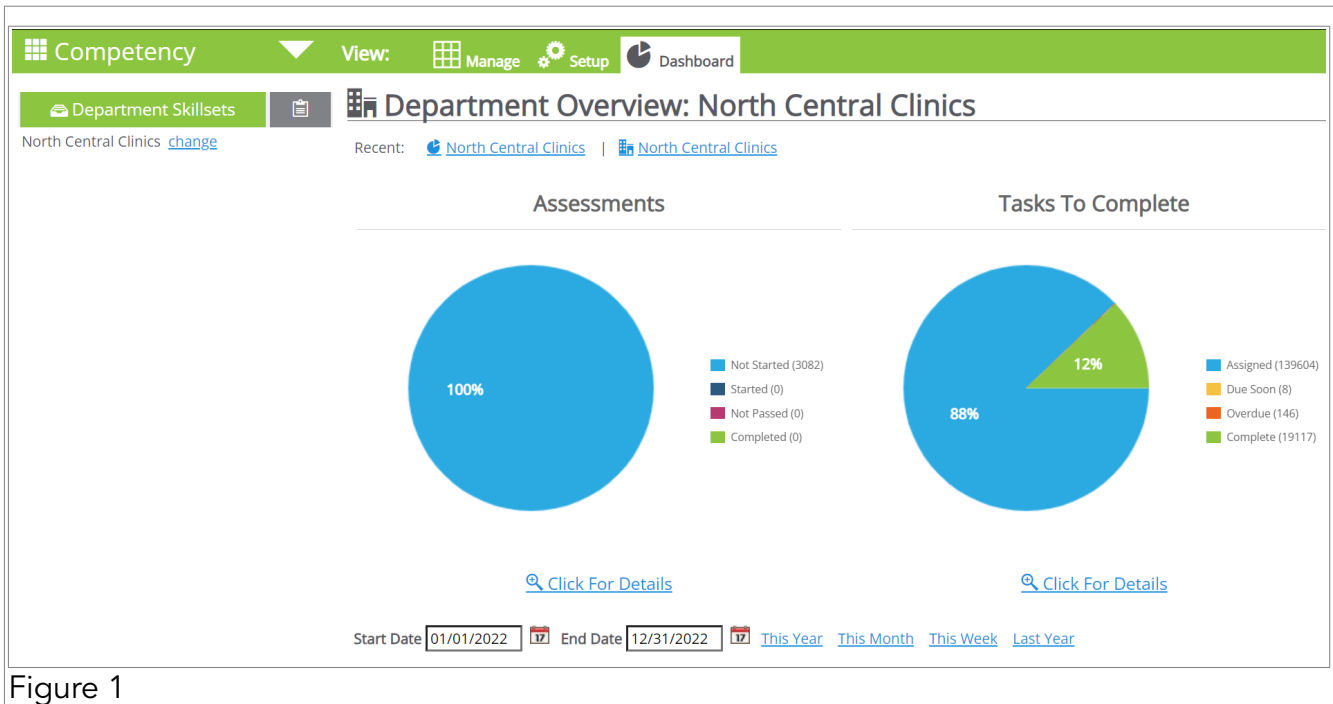 Competency View: Manage Setup Dashboard
Department Skillsets
North Central Clinics change
Department Overview: North Central Clinics
Recent: North Central Clinics | North Central Clinics
Assessments
100%
Not Started (3082)
Started (0)
Not Passed (0)
Completed (0)
Click For Details
Tasks To Complete
12%
88%
Assigned (139604)
Due Soon (8)
Overdue (146)
Complete (19117)
Click For Details
Start Date 01/01/2022 17 End Date 12/31/2022 17 This Year This Month This Week Last Year
Figure 1